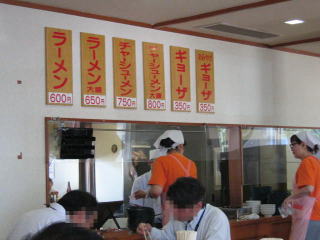 ラーメン
600円
ラーメン
大盛
650円
チャーシューメン
750円
チャーシューメン
大盛
800円
ギョーザ
350円
ギョーザ
350円